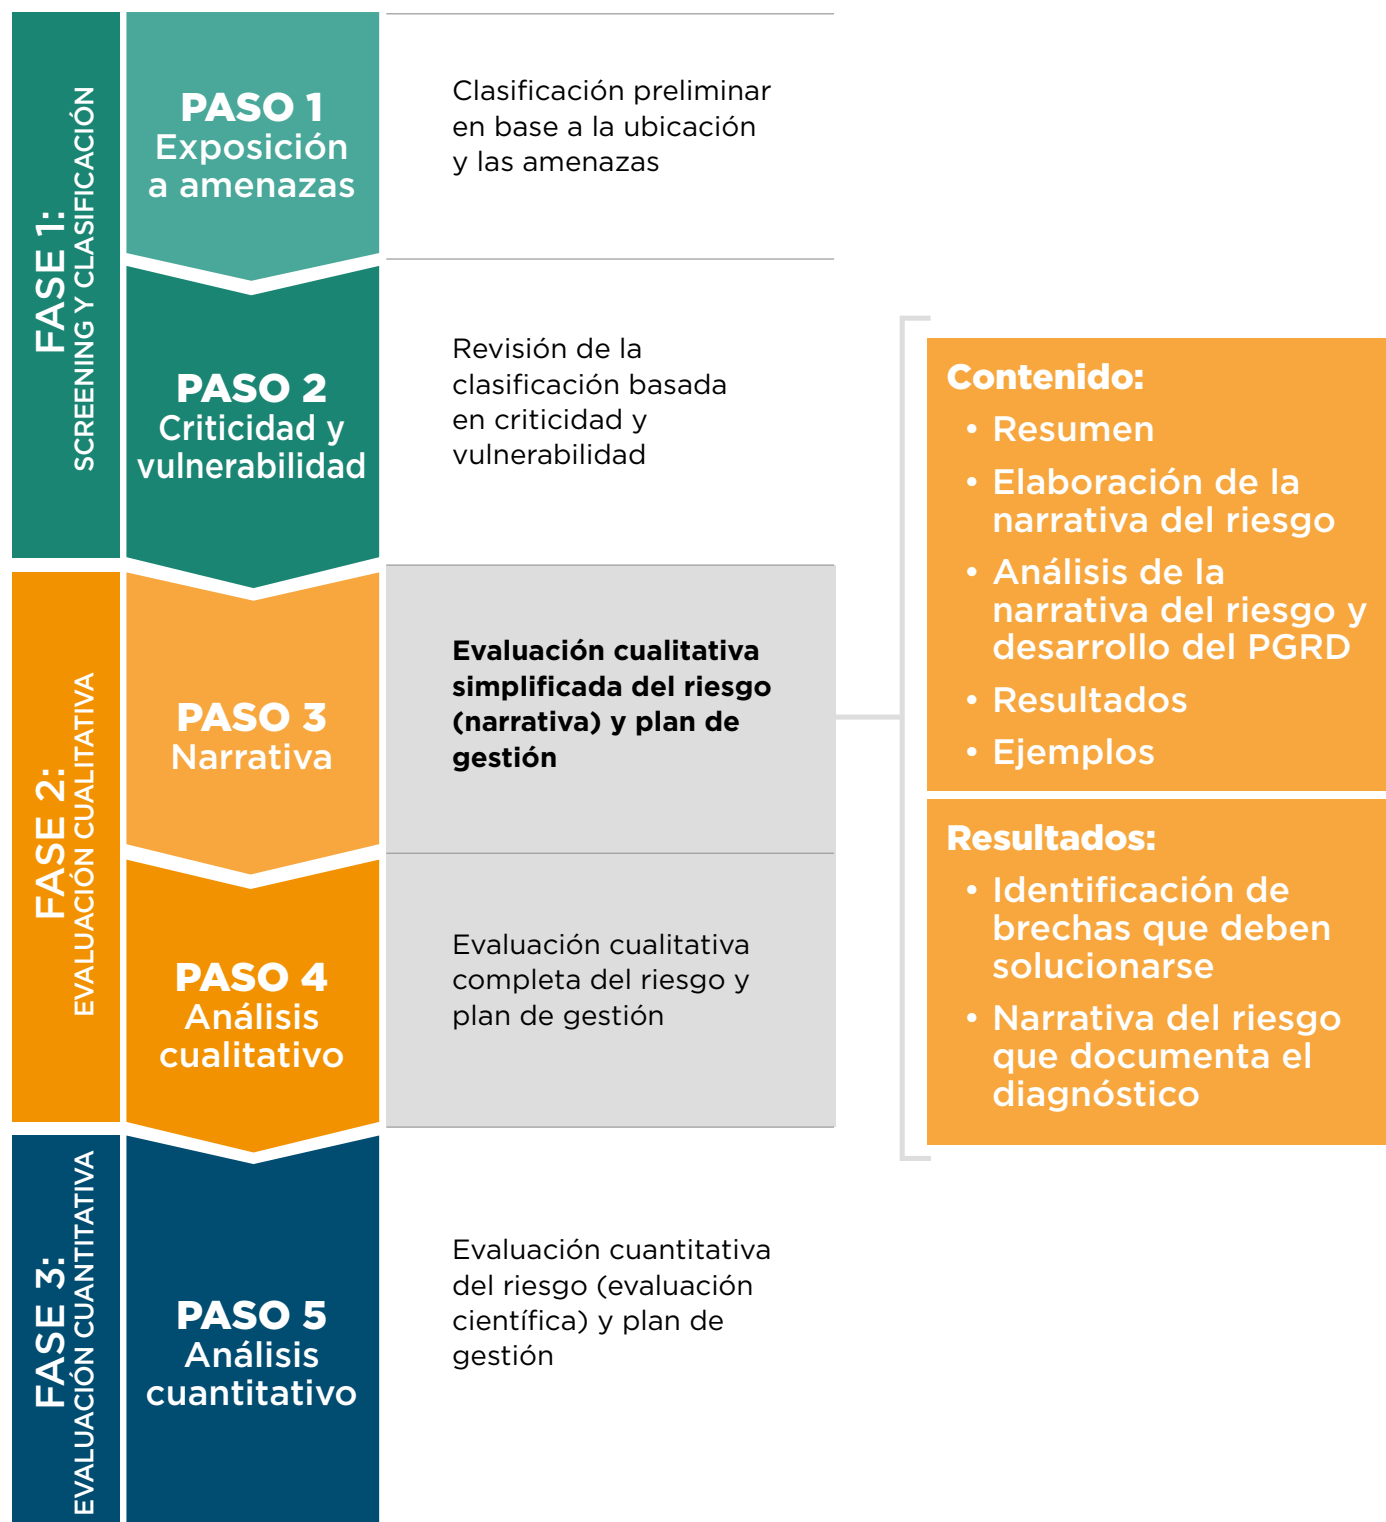 FASE 1:
SCREENING Y CLASIFICACIÓN
PASO 1
Exposición
a amenazas
Clasificación preliminar
en base a la ubicación
y las amenazas
PASO 2
Criticidad y
vulnerabilidad
Revisión de la
clasificación basada
en criticidad y
vulnerabilidad
FASE 2:
EVALUACIÓN CUALITATIVA
PASO 3
Narrativa
Evaluación cualitativa
simplificada del riesgo
(narrativa) y plan de
gestión
PASO 4
Análisis
cualitativo
Evaluación cualitativa
completa del riesgo y
plan de gestión
FASE 3:
EVALUACIÓN CUANTITATIVA
PASO 5
Análisis
cuantitativo
Evaluación cuantitativa
del riesgo (evaluación
científica) y plan de
gestión
Contenido:
• Resumen
• Elaboración de la
narrativa del riesgo
• Análisis de la
narrativa del riesgo y
desarrollo del PGRD
• Resultados
• Ejemplos
Resultados:
• Identificación de
brechas que deben
solucionarse
• Narrativa del riesgo
que documenta el
diagnóstico